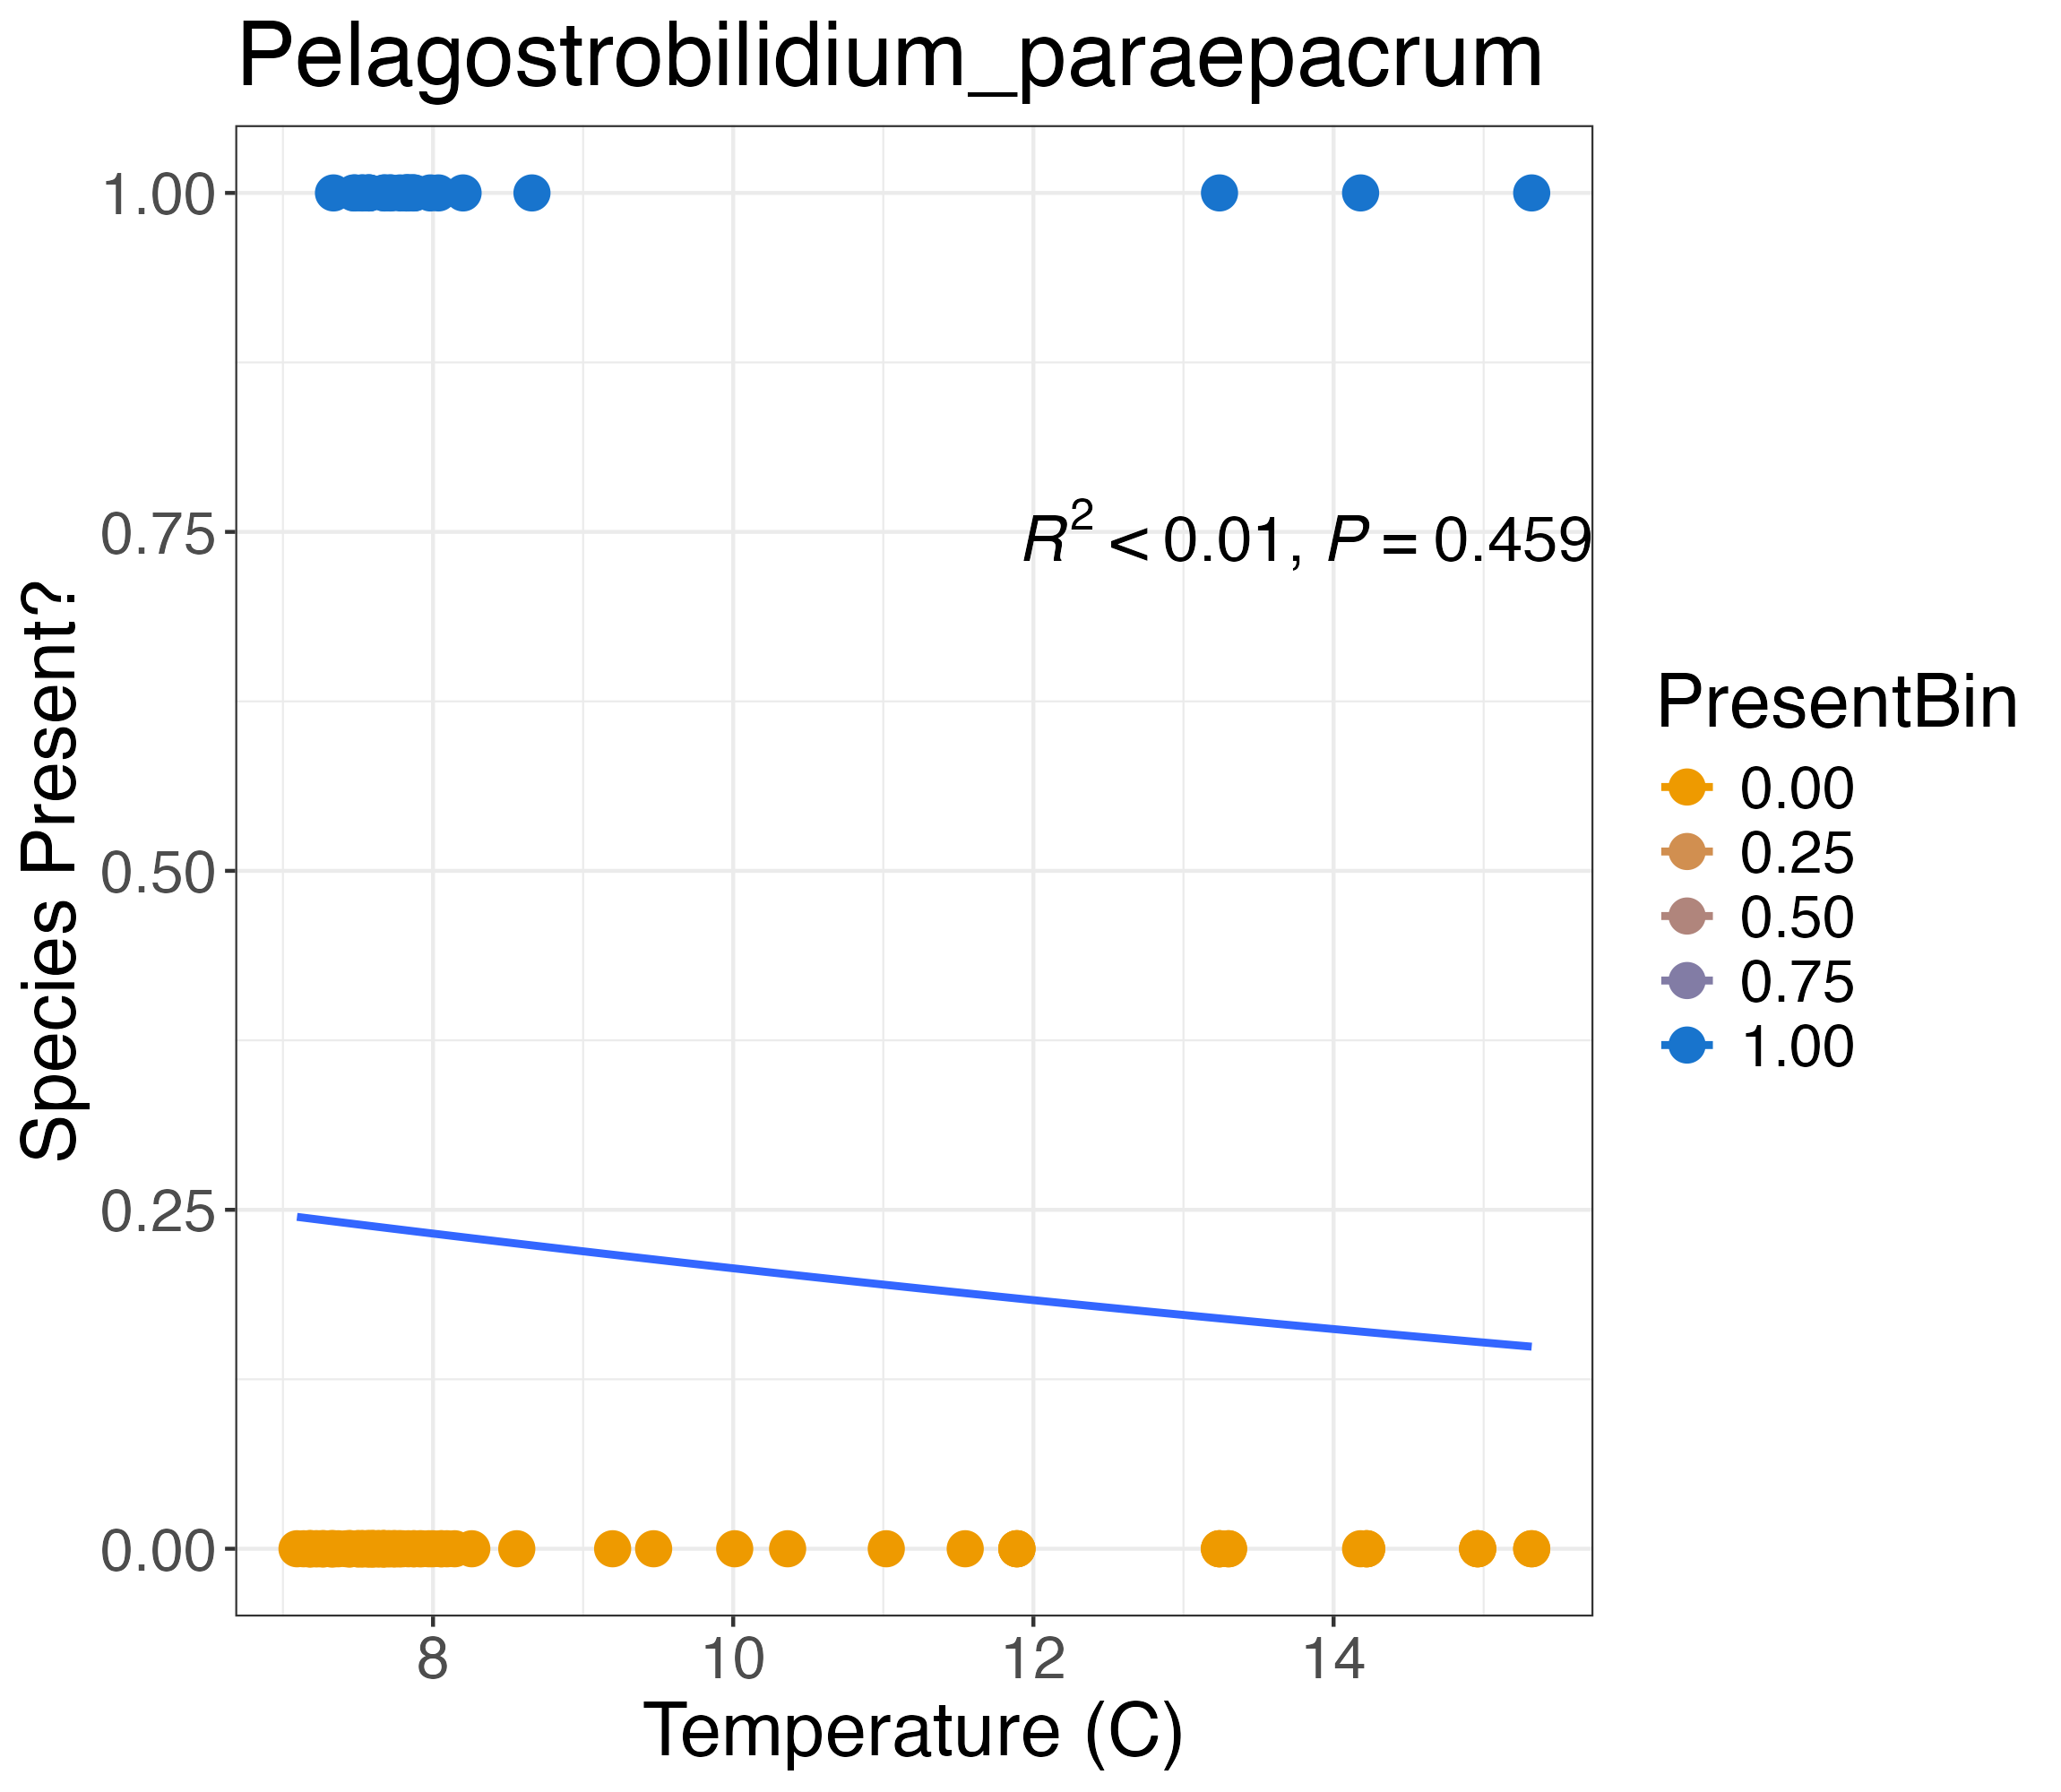 Pelagostrobilidium_paraepacrum
1.00
0.75
0.50
0.25
0.00
Species Present?
R² < 0.01, P = 0.459
8 10 12 14
Temperature (C)
PresentBin
0.00
0.25
0.50
0.75
1.00